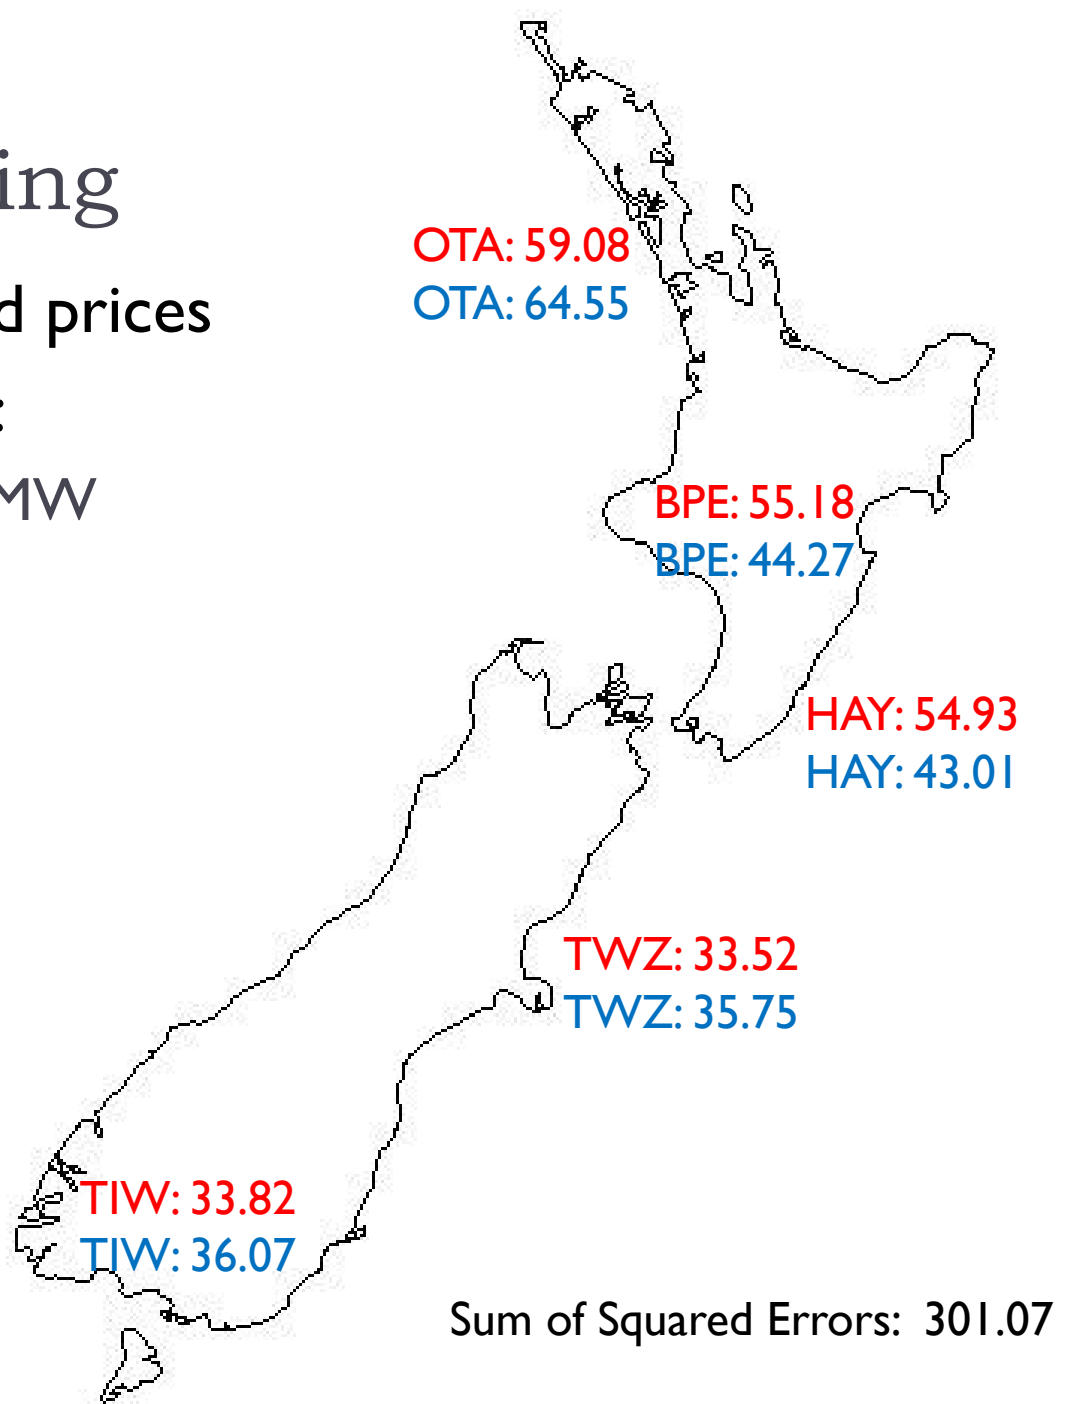 ing
d prices
:
MW
OTA: 59.08
OTA: 64.55
BPE: 55.18
BPE: 44.27
HAY: 54.93
HAY: 43.01
TWZ: 33.52
TWZ: 35.75
TIW: 33.82
TIW: 36.07
Sum of Squared Errors: 301.07